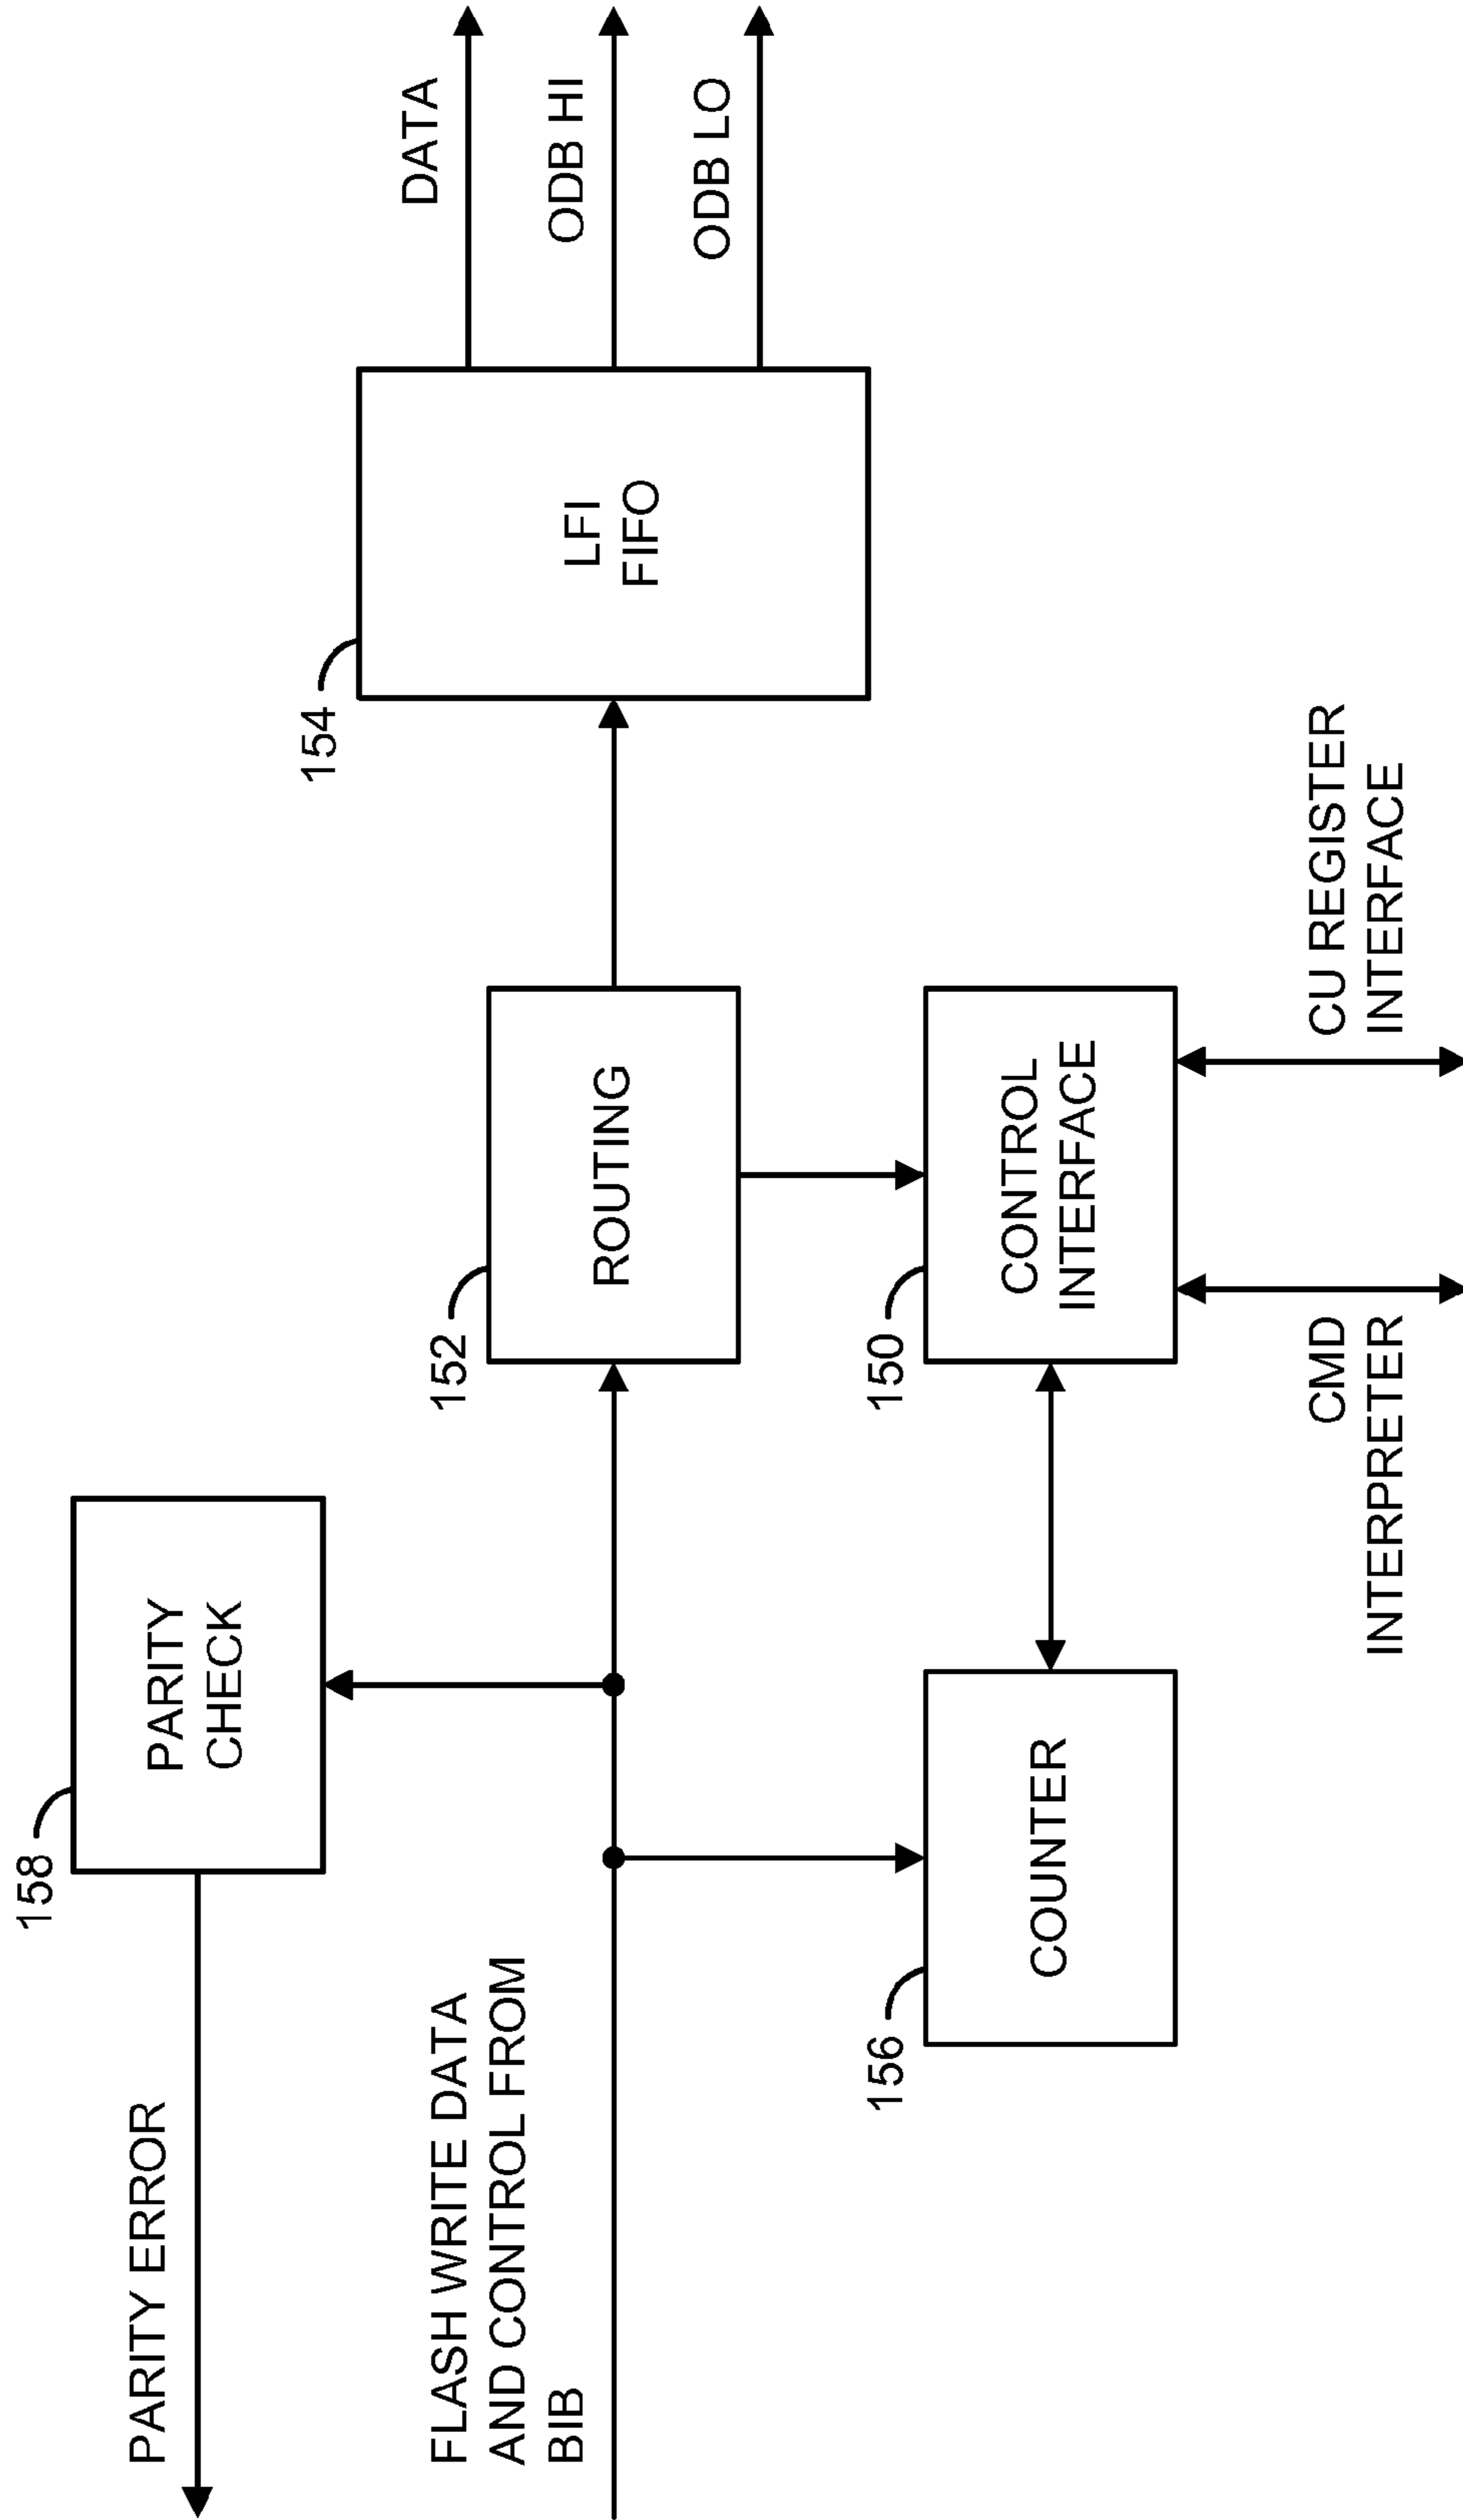 PARITY ERROR
158
PARITY
CHECK
FLASH WRITE DATA
AND CONTROL FROM
BIB
152
ROUTING
154
LFI
FIFO
DATA
ODB HI
ODB LO
156
COUNTER
150
CONTROL
INTERFACE
CMD
INTERPRETER
CU REGISTER
INTERFACE